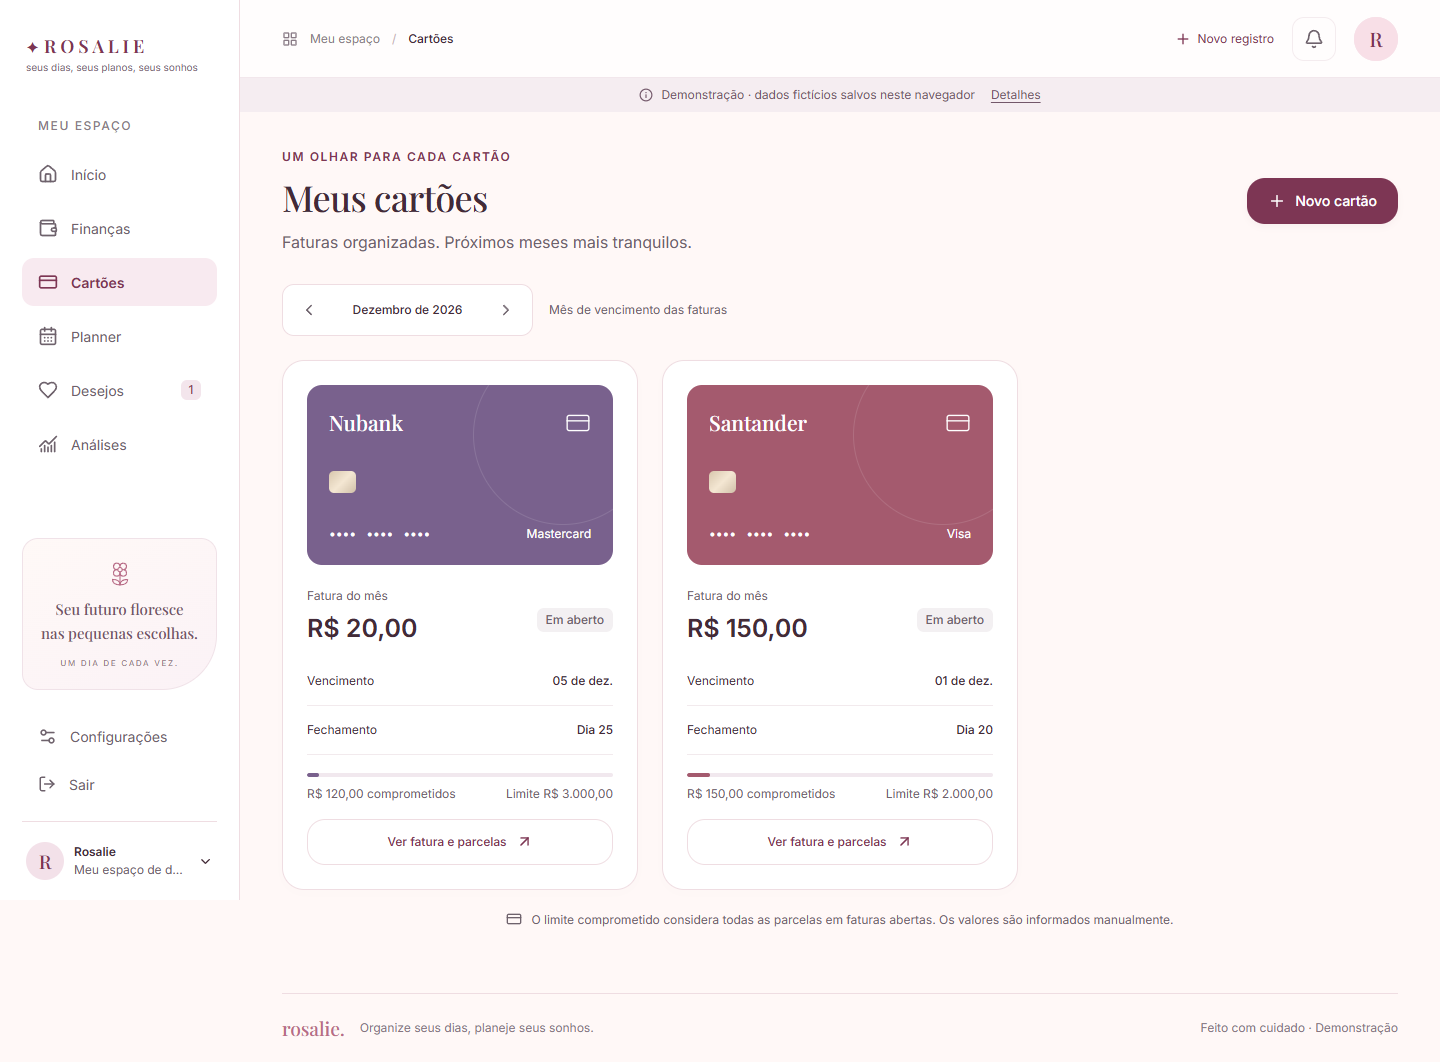 ✦ ROSALIE
seus dias, seus planos, seus sonhos
MEU ESPAÇO
Início
Finanças
Cartões
Planner
Desejos 1
Análises
Seu futuro floresce
nas pequenas escolhas.
UM DIA DE CADA VEZ.
Configurações
Sair
R
Rosalie
Meu espaço de d...
Meu espaço / Cartões
+ Novo registro
R
Demonstração · dados fictícios salvos neste navegador Detalhes
UM OLHAR PARA CADA CARTÃO
Meus cartões
Faturas organizadas. Próximos meses mais tranquilos.
+ Novo cartão
Dezembro de 2026
Mês de vencimento das faturas
Nubank
•••• •••• •••• Mastercard
Fatura do mês
R$ 20,00 Em aberto
Vencimento 05 de dez.
Fechamento Dia 25
R$ 120,00 comprometidos Limite R$ 3.000,00
Ver fatura e parcelas
Santander
•••• •••• •••• Visa
Fatura do mês
R$ 150,00 Em aberto
Vencimento 01 de dez.
Fechamento Dia 20
R$ 150,00 comprometidos Limite R$ 2.000,00
Ver fatura e parcelas
O limite comprometido considera todas as parcelas em faturas abertas. Os valores são informados manualmente.
rosalie. Organize seus dias, planeje seus sonhos.
Feito com cuidado · Demonstração